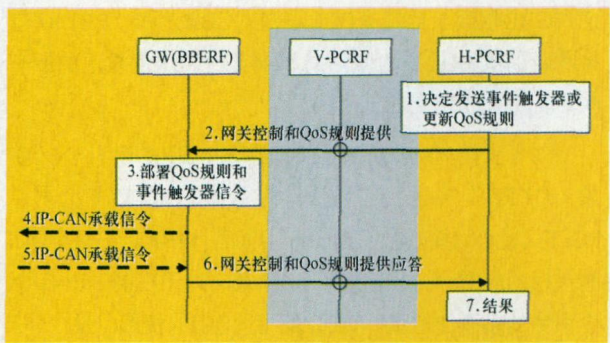 GW(BBERF)
V-PCRF
H-PCRF
1.决定发送事件触发器或
更新QoS规则
2.网关控制和QoS规则提供
3.部署QoS规则和
事件触发器信令
4.IP-CAN承载信令
5.IP-CAN承载信令
6.网关控制和QoS规则提供应答
7.结果